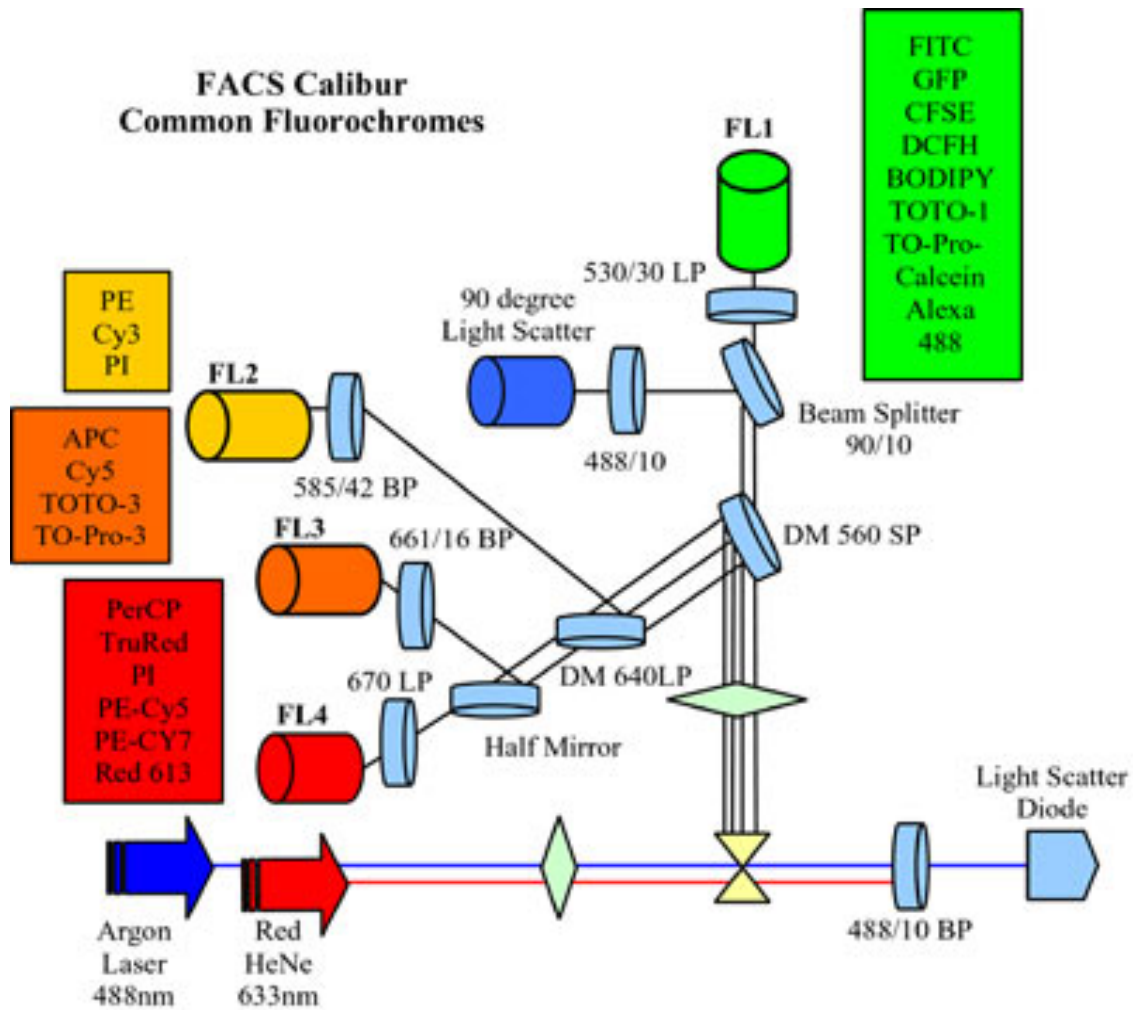 FACS Calibur
Common Fluorochromes
FL1
FITC
GFP
CFSE
DCFH
BODIPY
TOTO-1
TO-Pro-
Calcein
Alexa
488
530/30 LP
90 degree
Light Scatter
PE
Cy3
PI
FL2
Beam Splitter
90/10
488/10
585/42 BP
APC
Cy5
TOTO-3
TO-Pro-3
FL3
661/16 BP
DM 560 SP
PerCP
TruRed
PI
PE-Cy5
PE-CY7
Red 613
670 LP
DM 640LP
FL4
Half Mirror
Light Scatter
Diode
488/10 BP
Argon
Laser
488nm
Red
HeNe
633nm